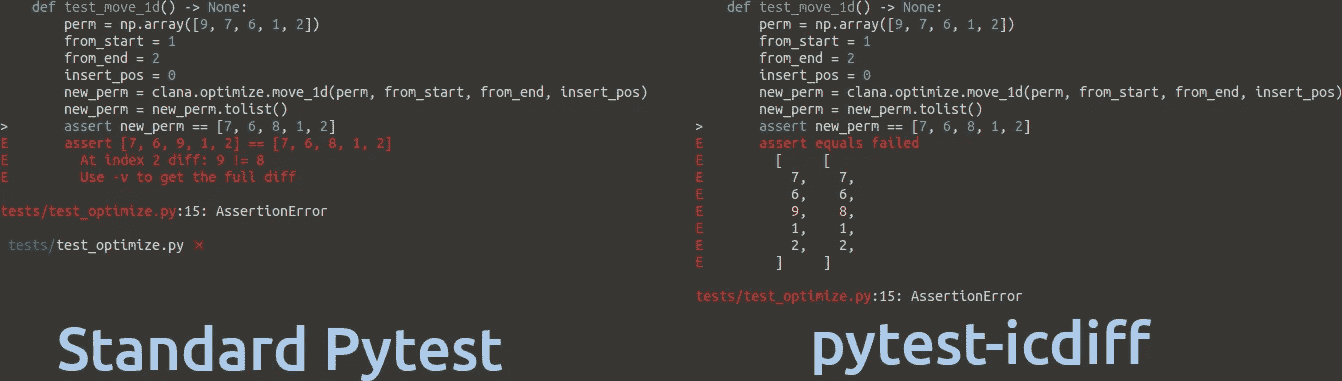 def test_move_1d() -> None:
perm = np.array([9, 7, 6, 1, 2])
from_start = 1
from_end = 2
insert_pos = 0
new_perm = clana.optimize.move_1d(perm, from_start, from_end, insert_pos)
new_perm = new_perm.tolist()
> assert new_perm == [7, 6, 8, 1, 2]
E assert [7, 6, 9, 1, 2] == [7, 6, 8, 1, 2]
E At index 2 diff: 9 != 8
E Use -v to get the full diff
tests/test_optimize.py:15: AssertionError
tests/test_optimize.py ×
Standard Pytest
def test_move_1d() -> None:
perm = np.array([9, 7, 6, 1, 2])
from_start = 1
from_end = 2
insert_pos = 0
new_perm = clana.optimize.move_1d(perm, from_start, from_end, insert_pos)
new_perm = new_perm.tolist()
> assert new_perm == [7, 6, 8, 1, 2]
E assert equals failed
E [ [
E 7, 7,
E 6, 6,
E 9, 8,
E 1, 1,
E 2, 2,
E ] ]
tests/test_optimize.py:15: AssertionError
pytest-icdiff